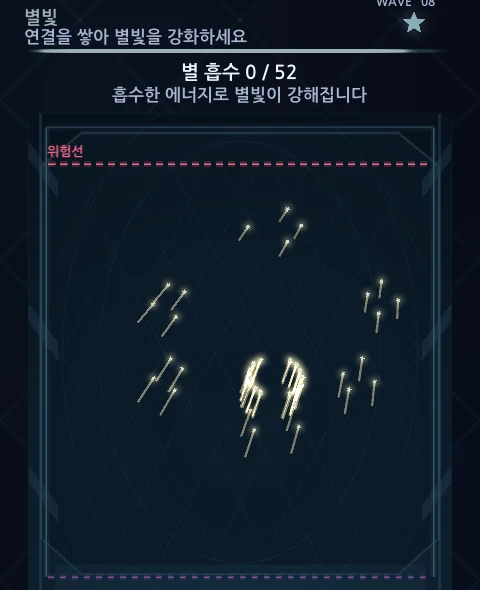 WAVE 08
별빛
연결을 쌓아 별빛을 강화하세요
별 흡수 0 / 52
흡수한 에너지로 별빛이 강해집니다
위험선